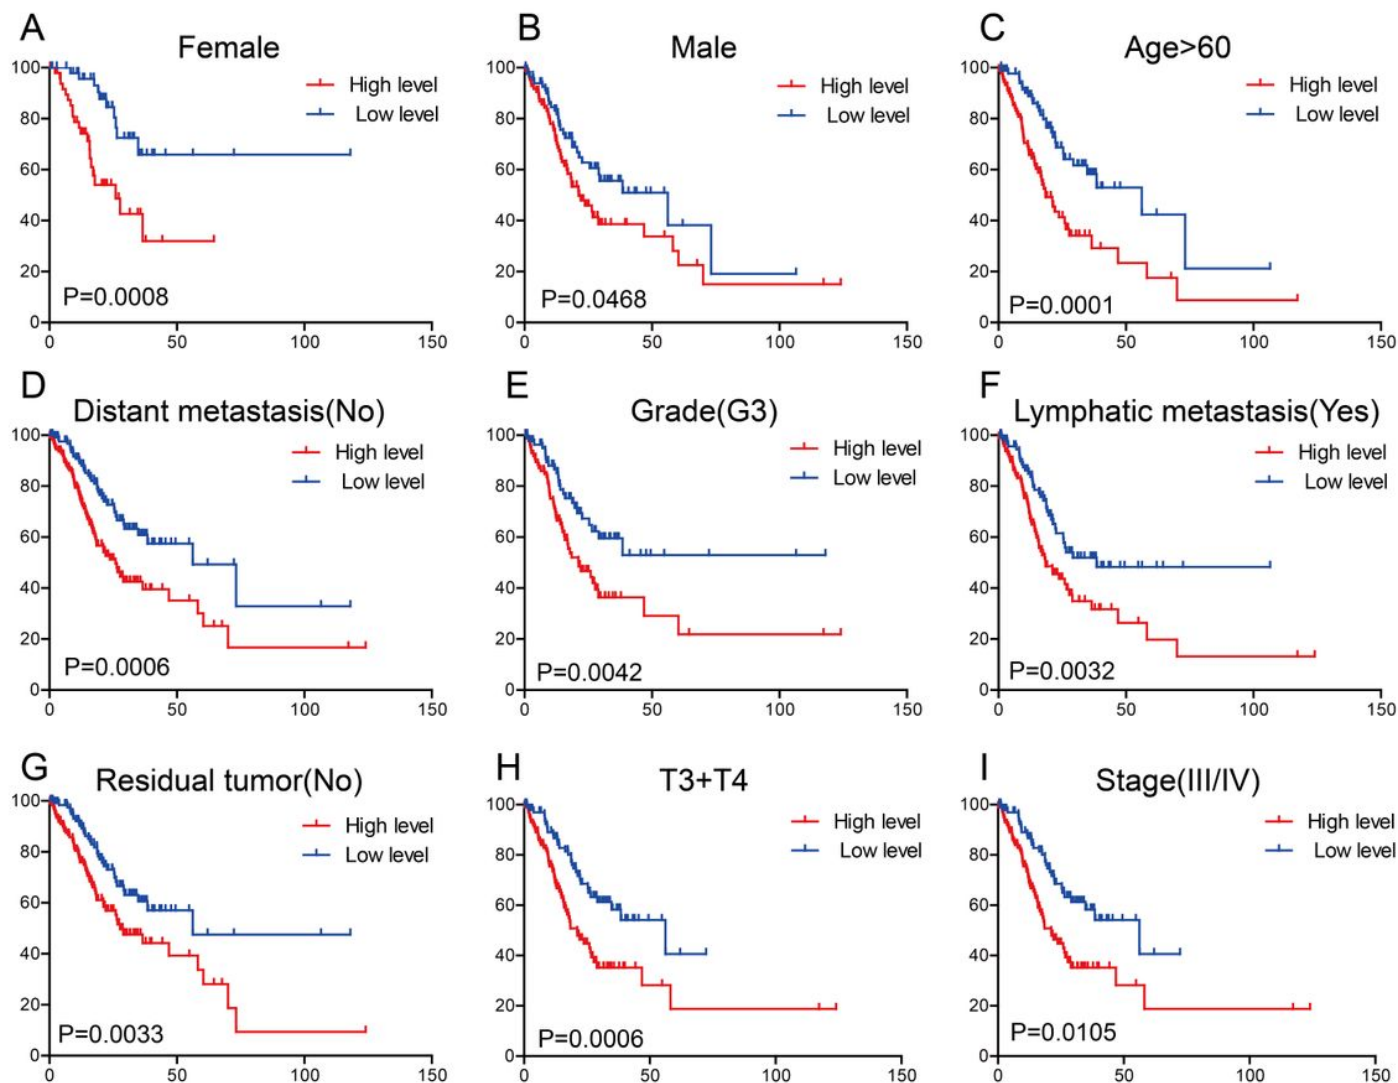 A
Female
High level
Low level
100
80
60
40
20
0
P=0.0008
0
50
100
150
B
Male
High level
Low level
100
80
60
40
20
0
P=0.0468
0
50
100
150
C
Age>60
High level
Low level
100
80
60
40
20
0
P=0.0001
0
50
100
150
D
Distant metastasis(No)
High level
Low level
100
80
60
40
20
0
P=0.0006
0
50
100
150
E
Grade(G3)
High level
Low level
100
80
60
40
20
0
P=0.0042
0
50
100
150
F
Lymphatic metastasis(Yes)
High level
Low level
100
80
60
40
20
0
P=0.0032
0
50
100
150
G
Residual tumor(No)
High level
Low level
100
80
60
40
20
0
P=0.0033
0
50
100
150
H
T3+T4
High level
Low level
100
80
60
40
20
0
P=0.0006
0
50
100
150
I
Stage(III/IV)
High level
Low level
100
80
60
40
20
0
P=0.0105
0
50
100
150